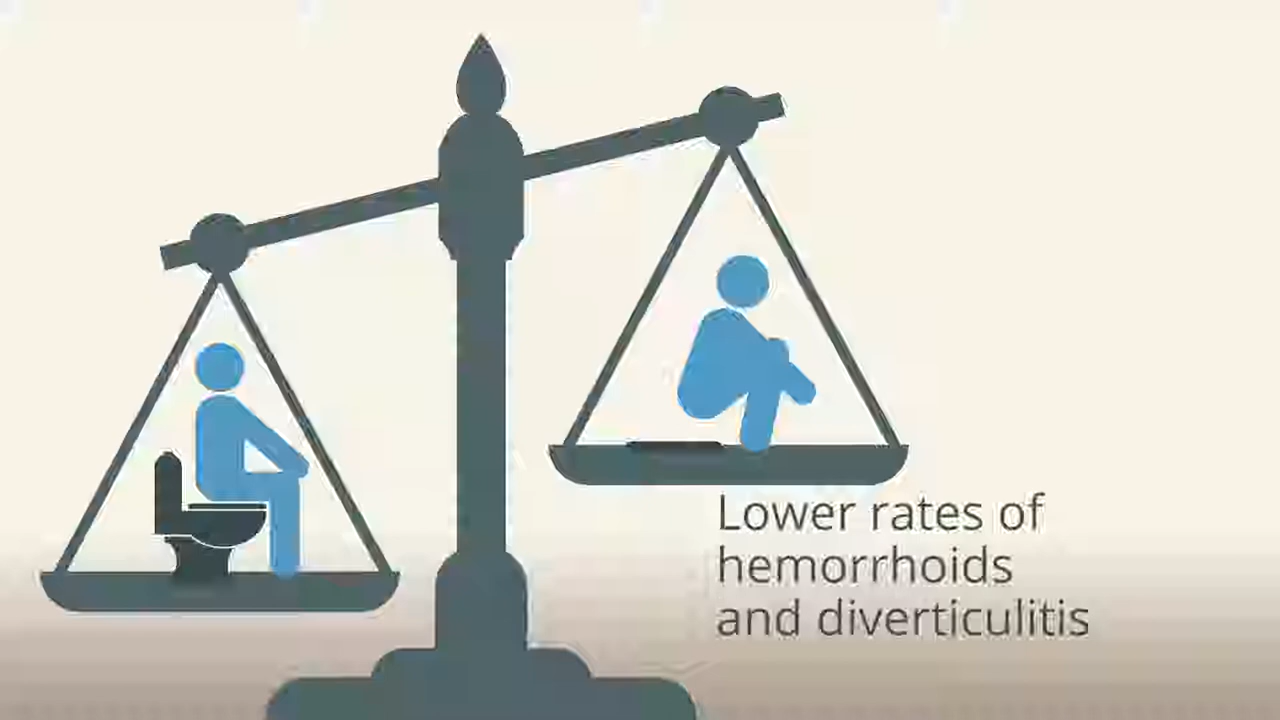 Lower rates of
hemorrhoids
and diverticulitis